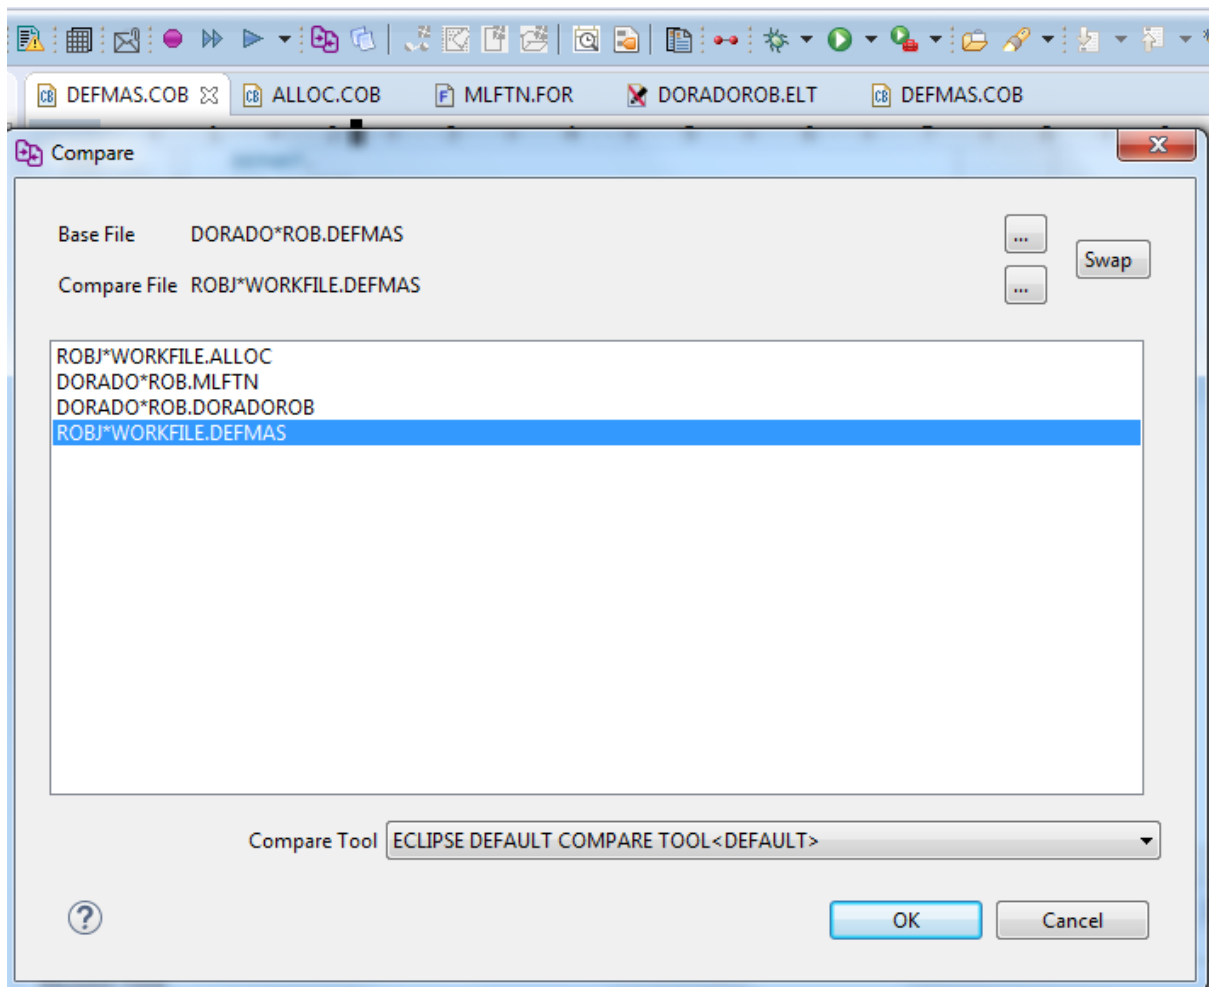 DEFMAS.COB ALLOC.COB MLFTN.FOR DORADOROB.ELT DEFMAS.COB
Compare
Base File DORADO*ROB.DEFMAS ...
Swap
Compare File ROBJ*WORKFILE.DEFMAS ...
ROBJ*WORKFILE.ALLOC
DORADO*ROB.MLFTN
DORADO*ROB.DORADOROB
ROBJ*WORKFILE.DEFMAS
Compare Tool ECLIPSE DEFAULT COMPARE TOOL<DEFAULT>
OK Cancel